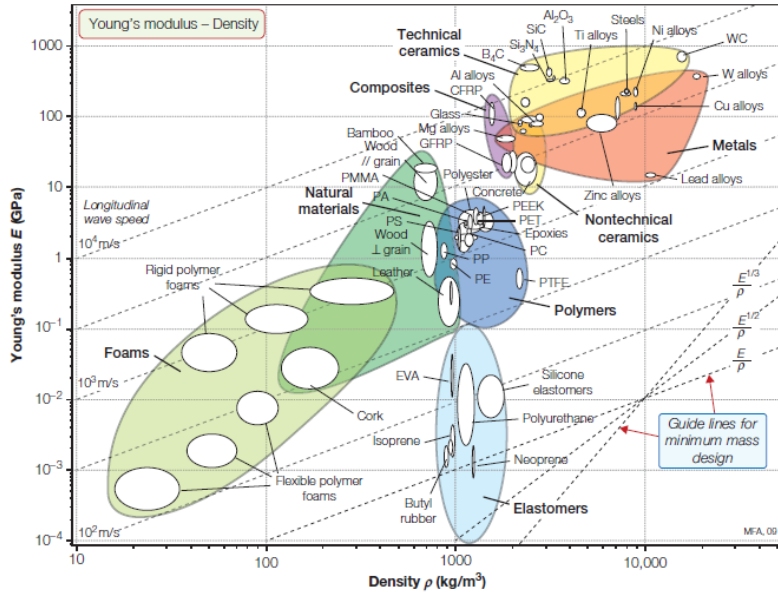 Young's modulus – Density
Young's modulus E (GPa)
1000
100
10
1
10⁻¹
10⁻²
10⁻³
10⁻⁴
10
100
1000
10,000
Density ρ (kg/m³)
MFA, 09
Longitudinal
wave speed
10⁴ m/s
10³ m/s
10² m/s
Technical
ceramics
B₄C
Si₃N₄
SiC
Al₂O₃
Ti alloys
Steels
Ni alloys
WC
W alloys
Cu alloys
Metals
Lead alloys
Zinc alloys
Composites
Al alloys
CFRP
Glass
Mg alloys
GFRP
Bamboo
Wood
// grain
PMMA
Polyester
Concrete
Natural
materials
PA
PEEK
PET
Epoxies
PC
PS
Nontechnical
ceramics
Wood
⊥ grain
PP
PE
Leather
PTFE
Polymers
Rigid polymer
foams
Foams
Cork
Flexible polymer
foams
EVA
Silicone
elastomers
Polyurethane
Isoprene
Neoprene
Butyl
rubber
Elastomers
E^1/3
ρ
E^1/2
ρ
E
ρ
Guide lines for
minimum mass
design